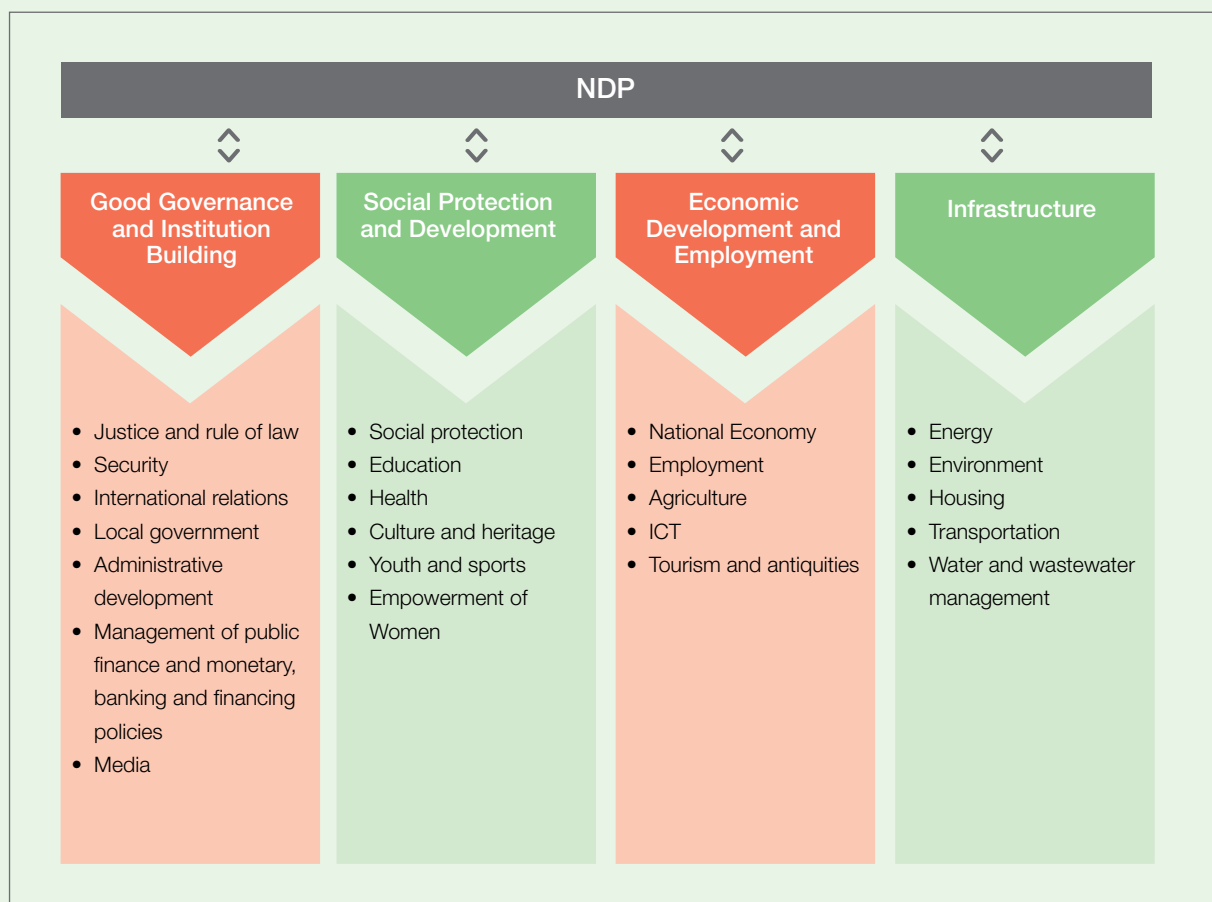 NDP
Good Governance
and Institution
Building
• Justice and rule of law
• Security
• International relations
• Local government
• Administrative
development
• Management of public
finance and monetary,
banking and financing
policies
• Media
Social Protection
and Development
• Social protection
• Education
• Health
• Culture and heritage
• Youth and sports
• Empowerment of
Women
Economic
Development and
Employment
• National Economy
• Employment
• Agriculture
• ICT
• Tourism and antiquities
Infrastructure
• Energy
• Environment
• Housing
• Transportation
• Water and wastewater
management